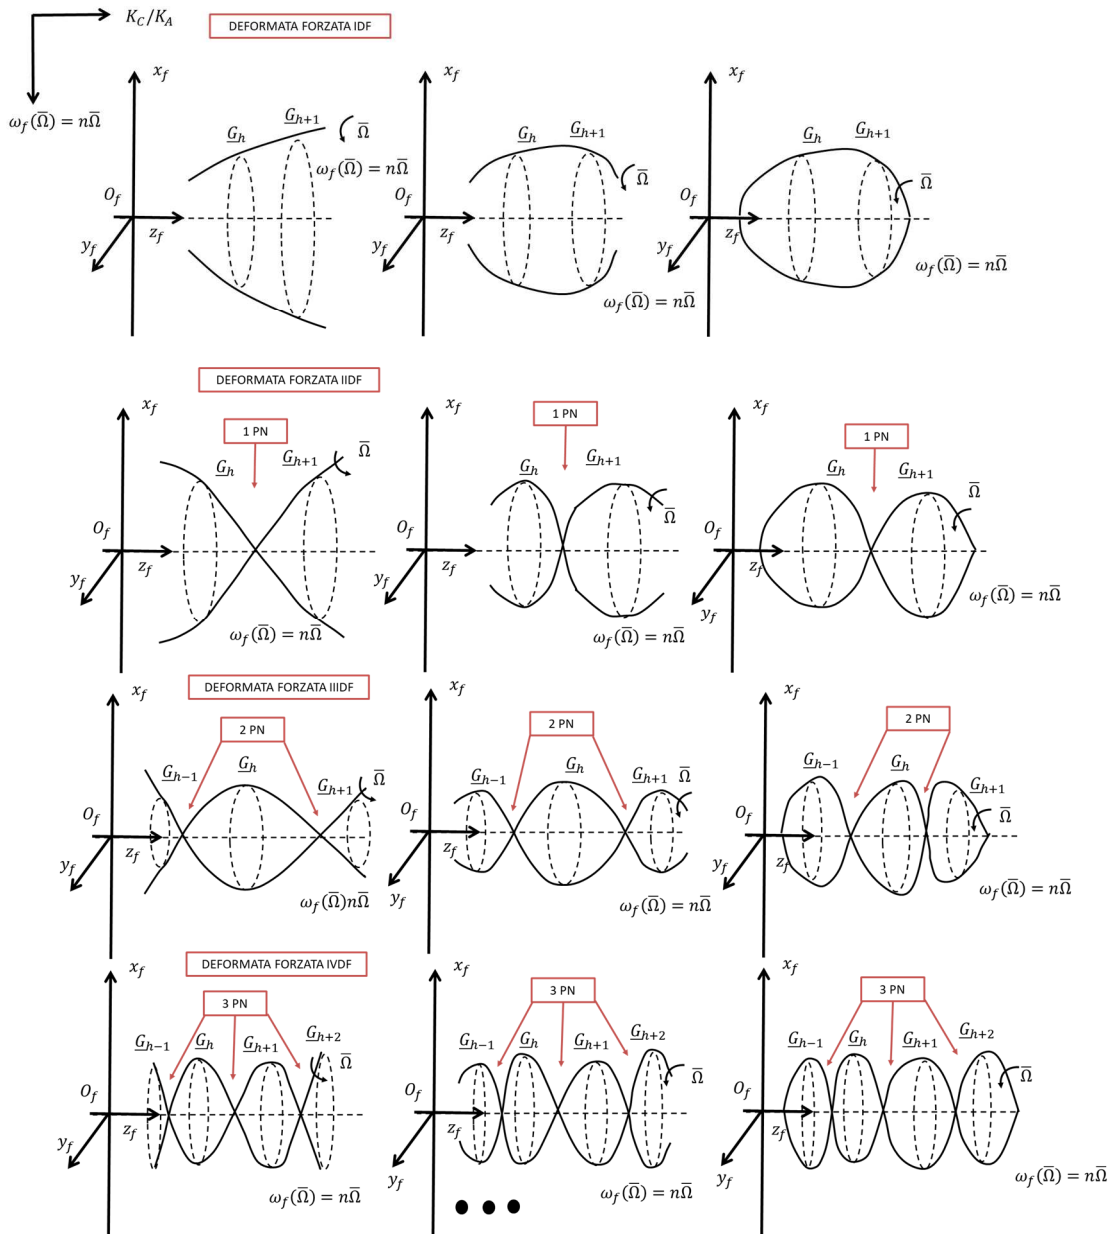 K_C/K_A
DEFORMATA FORZATA IDF
ω_f(Ω̅) = nΩ̅
x_f
G_h
G_{h+1}
Ω̅
ω_f(Ω̅) = nΩ̅
O_f
z_f
y_f
x_f
G_h
G_{h+1}
Ω̅
O_f
z_f
y_f
ω_f(Ω̅) = nΩ̅
x_f
G_h
G_{h+1}
Ω̅
O_f
z_f
y_f
ω_f(Ω̅) = nΩ̅
DEFORMATA FORZATA IIDF
x_f
1 PN
G_h
G_{h+1}
Ω̅
O_f
z_f
y_f
ω_f(Ω̅) = nΩ̅
x_f
1 PN
G_h
G_{h+1}
Ω̅
O_f
z_f
y_f
ω_f(Ω̅) = nΩ̅
x_f
1 PN
G_h
G_{h+1}
Ω̅
O_f
z_f
y_f
ω_f(Ω̅) = nΩ̅
DEFORMATA FORZATA IIIDF
x_f
2 PN
G_{h-1}
G_h
G_{h+1}
Ω̅
O_f
z_f
y_f
ω_f(Ω̅)nΩ̅
x_f
2 PN
G_{h-1}
G_h
G_{h+1}
Ω̅
O_f
z_f
y_f
ω_f(Ω̅) = nΩ̅
x_f
2 PN
G_{h-1}
G_h
G_{h+1}
Ω̅
O_f
z_f
y_f
ω_f(Ω̅) = nΩ̅
DEFORMATA FORZATA IVDF
x_f
3 PN
G_{h-1}
G_h
G_{h+1}
G_{h+2}
Ω̅
O_f
z_f
y_f
ω_f(Ω̅) = nΩ̅
x_f
3 PN
G_{h-1}
G_h
G_{h+1}
G_{h+2}
Ω̅
O_f
z_f
y_f
ω_f(Ω̅) = nΩ̅
x_f
3 PN
G_{h-1}
G_h
G_{h+1}
G_{h+2}
Ω̅
O_f
z_f
y_f
ω_f(Ω̅) = nΩ̅